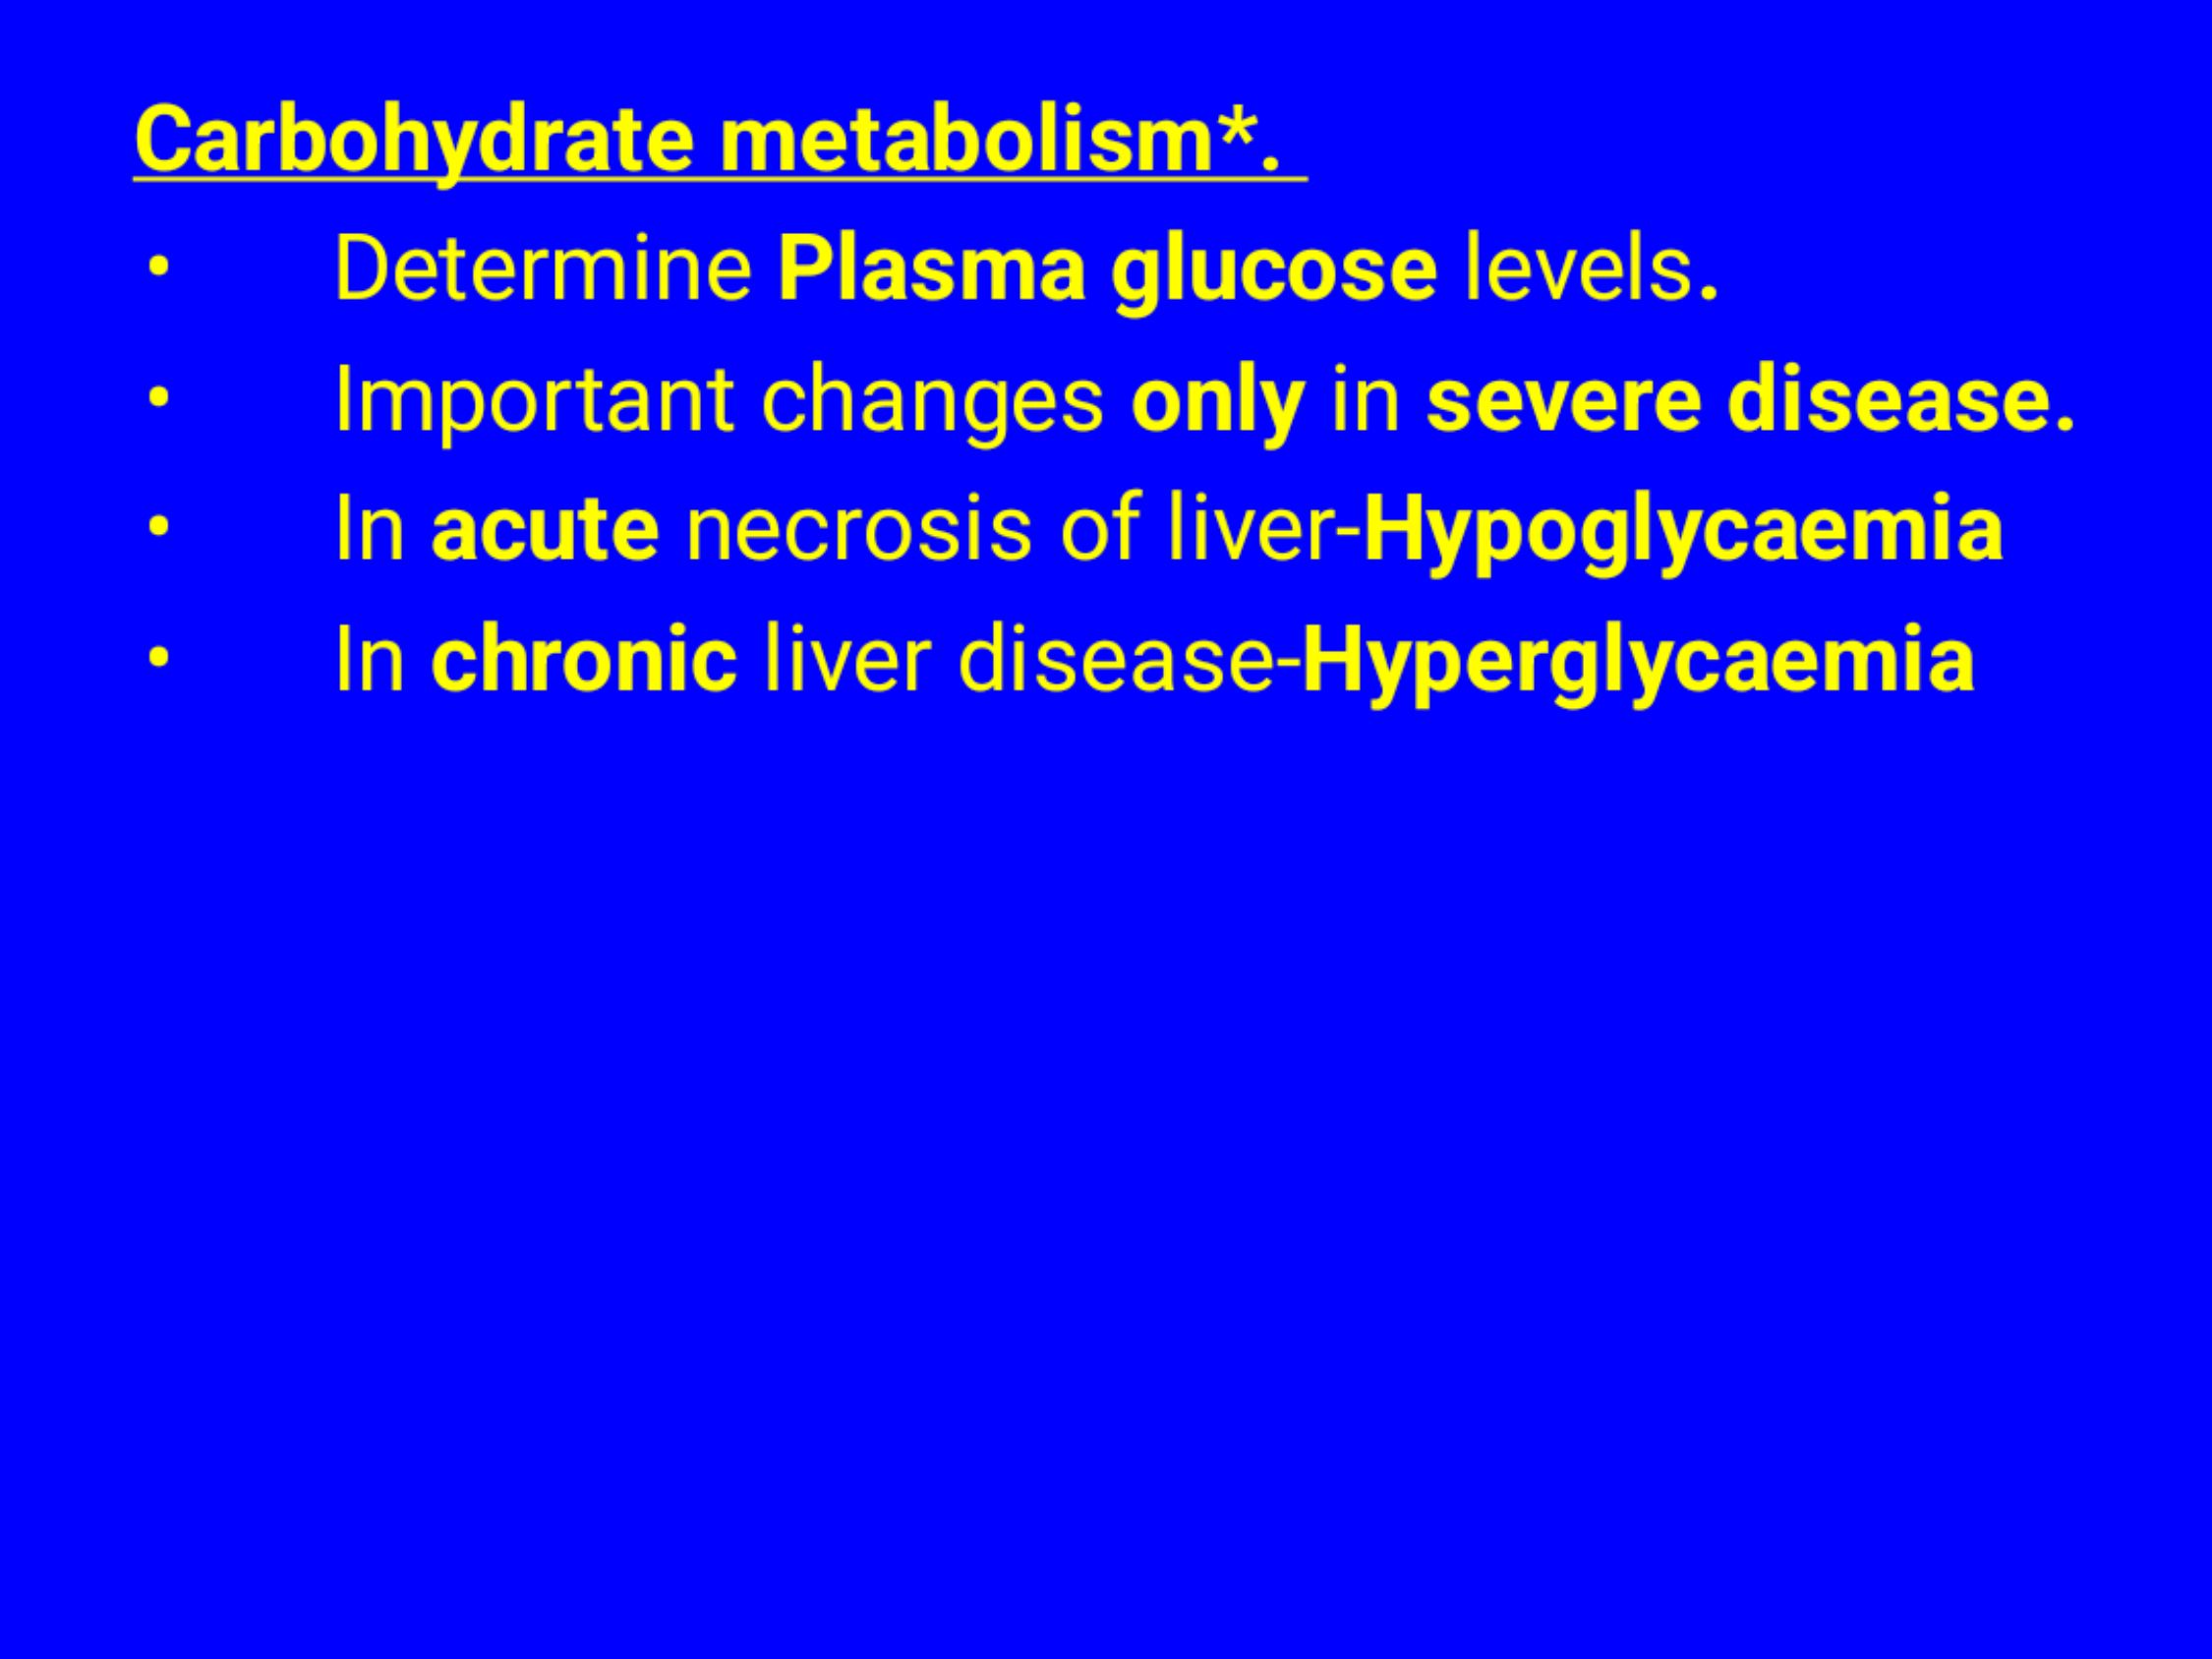 Carbohydrate metabolism*.
• Determine Plasma glucose levels.
• Important changes only in severe disease.
• In acute necrosis of liver-Hypoglycaemia
• In chronic liver disease-Hyperglycaemia